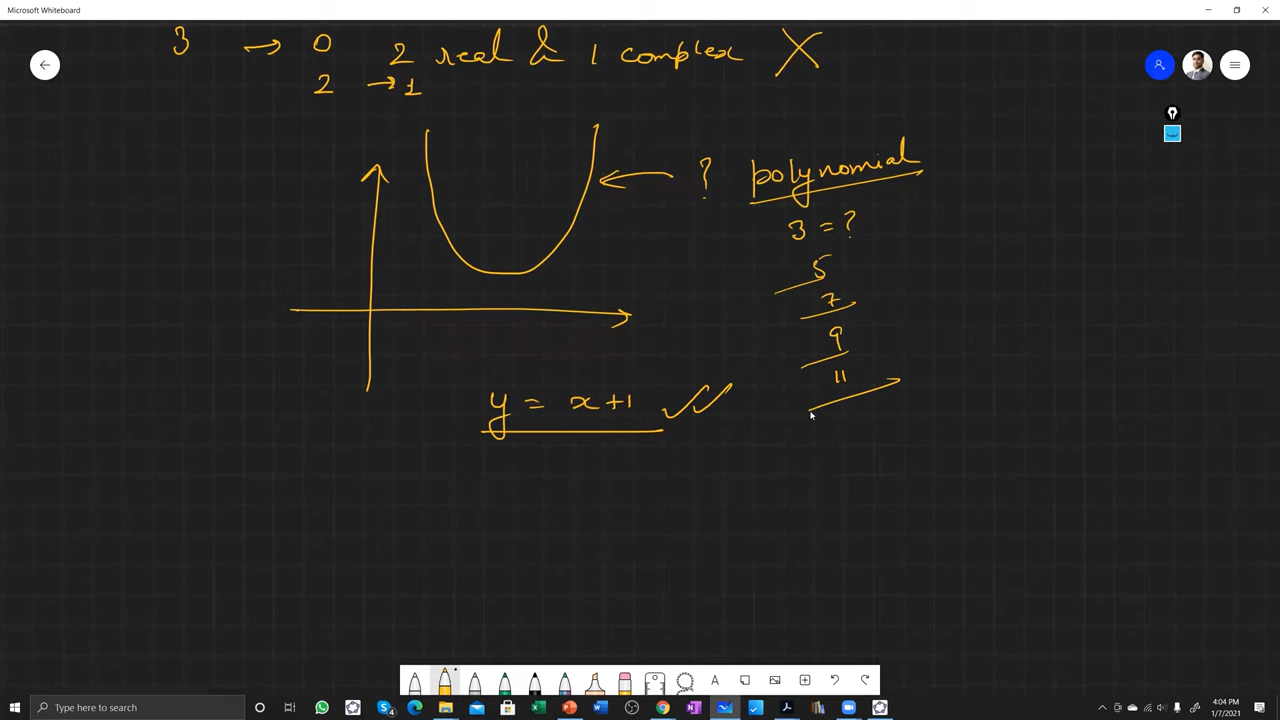 Microsoft Whiteboard
3 → 0 2 real & 1 complex X
2 → 1
? polynomial
3 = ?
5
7
9
11
y = x+1 ✓✓
Type here to search
4:04 PM
1/7/2021